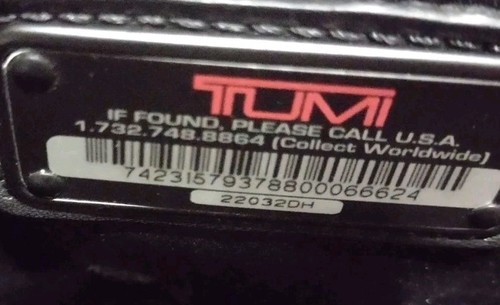 TUMI
IF FOUND, PLEASE CALL U.S.A.
1.732.748.8864 (Collect Worldwide)
74231579378800066624
22032DH